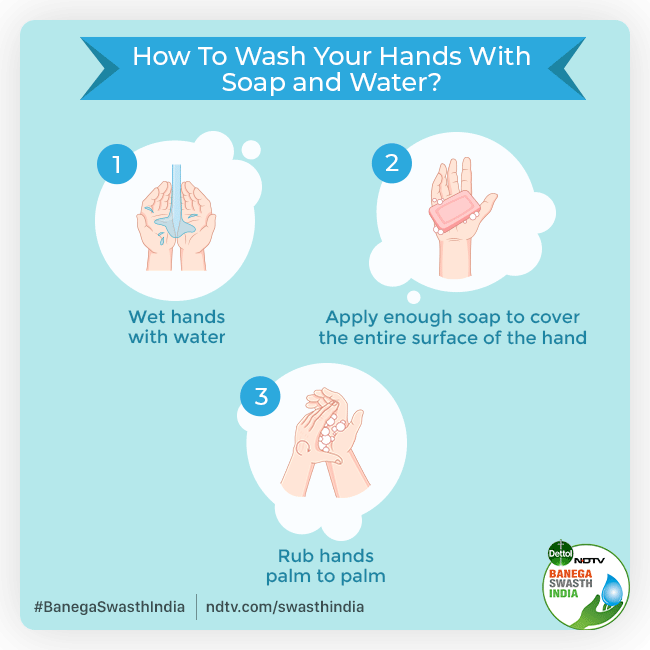 How To Wash Your Hands With
Soap and Water?
1
Wet hands
with water
2
Apply enough soap to cover
the entire surface of the hand
3
Rub hands
palm to palm
#BanegaSwasthIndia
ndtv.com/swasthindia
Dettol
NDTV
BANEGA
SWASTH
INDIA